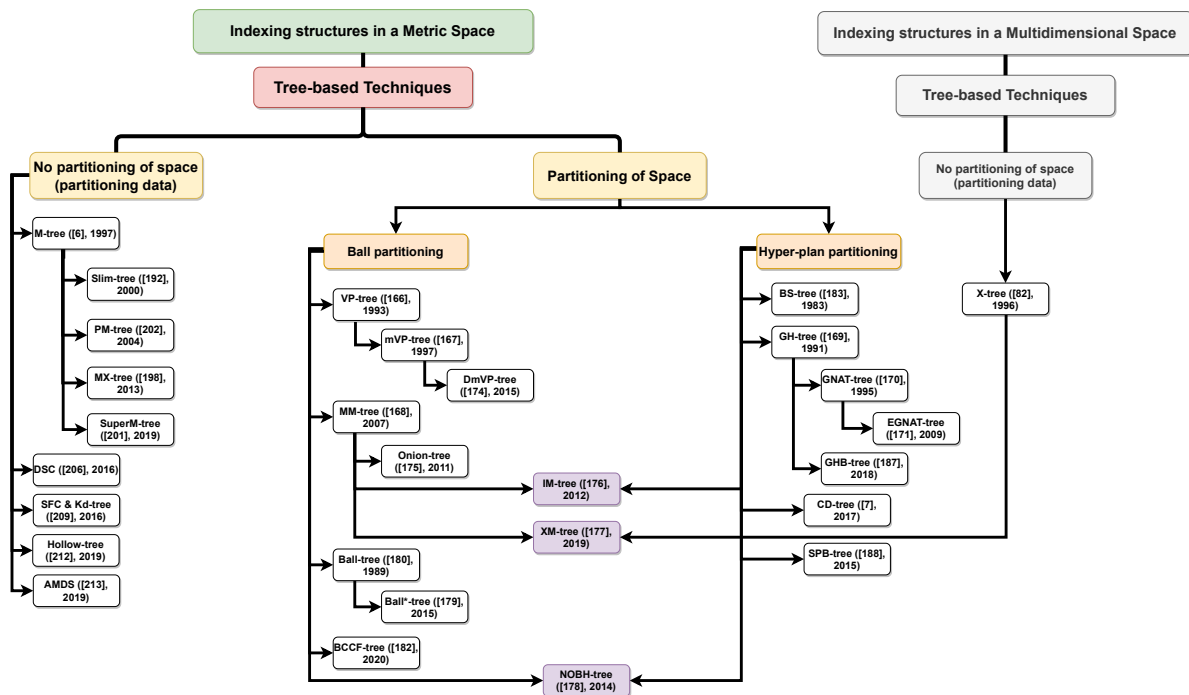 Indexing structures in a Metric Space
Indexing structures in a Multidimensional Space
Tree-based Techniques
Tree-based Techniques
No partitioning of space
(partitioning data)
Partitioning of Space
No partitioning of space
(partitioning data)
M-tree ([6], 1997)
Slim-tree ([192],
2000)
PM-tree ([202],
2004)
MX-tree ([198],
2013)
SuperM-tree
([201], 2019)
DSC ([206], 2016)
SFC & Kd-tree
([209], 2016)
Hollow-tree
([212], 2019)
AMDS ([213],
2019)
Ball partitioning
VP-tree ([166],
1993)
mVP-tree ([167],
1997)
DmVP-tree
([174], 2015)
MM-tree ([168],
2007)
Onion-tree
([175], 2011)
IM-tree ([176],
2012)
XM-tree ([177],
2019)
Ball-tree ([180],
1989)
Ball*-tree ([179],
2015)
BCCF-tree ([182],
2020)
NOBH-tree
([178], 2014)
Hyper-plan partitioning
BS-tree ([183],
1983)
GH-tree ([169],
1991)
GNAT-tree ([170],
1995)
EGNAT-tree
([171], 2009)
GHB-tree ([187],
2018)
CD-tree ([7],
2017)
SPB-tree ([188],
2015)
X-tree ([82],
1996)